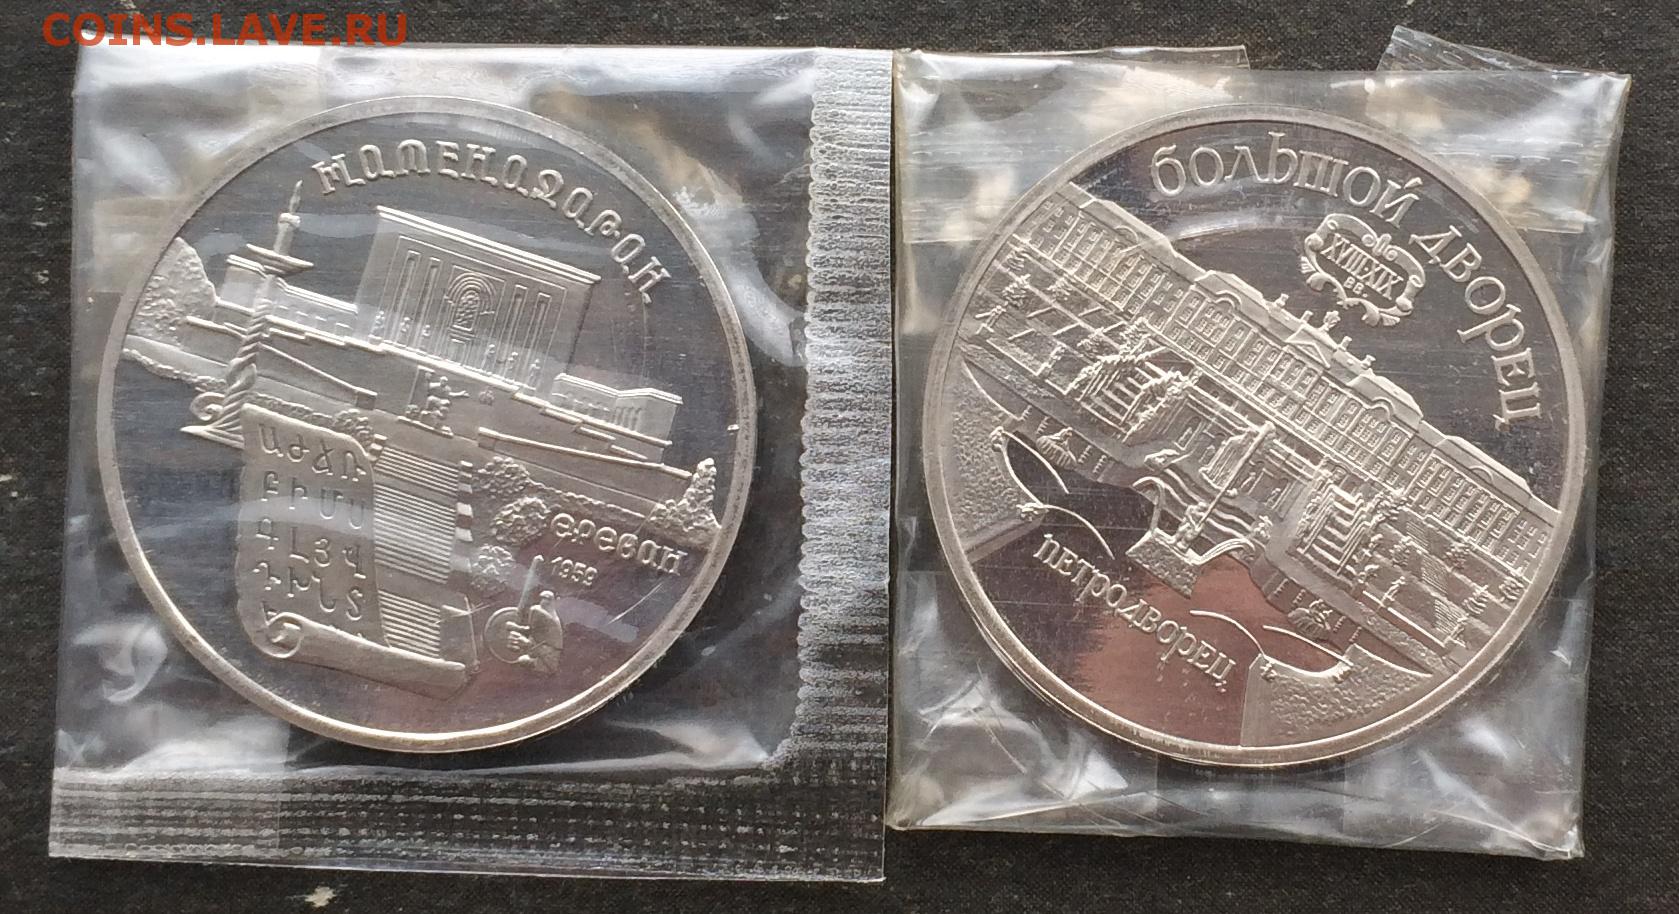 COINS.LAVE.RU
МАТЕНАДАРАН
Ա Ժ Ճ Ռ
Բ Ի Մ Ս
Գ Լ Յ Վ
Դ Խ Ն Տ
ЕРЕВАН
1959
БОЛЬШОЙ ДВОРЕЦ
XVIII-XIX
ВВ.
ПЕТРОДВОРЕЦ